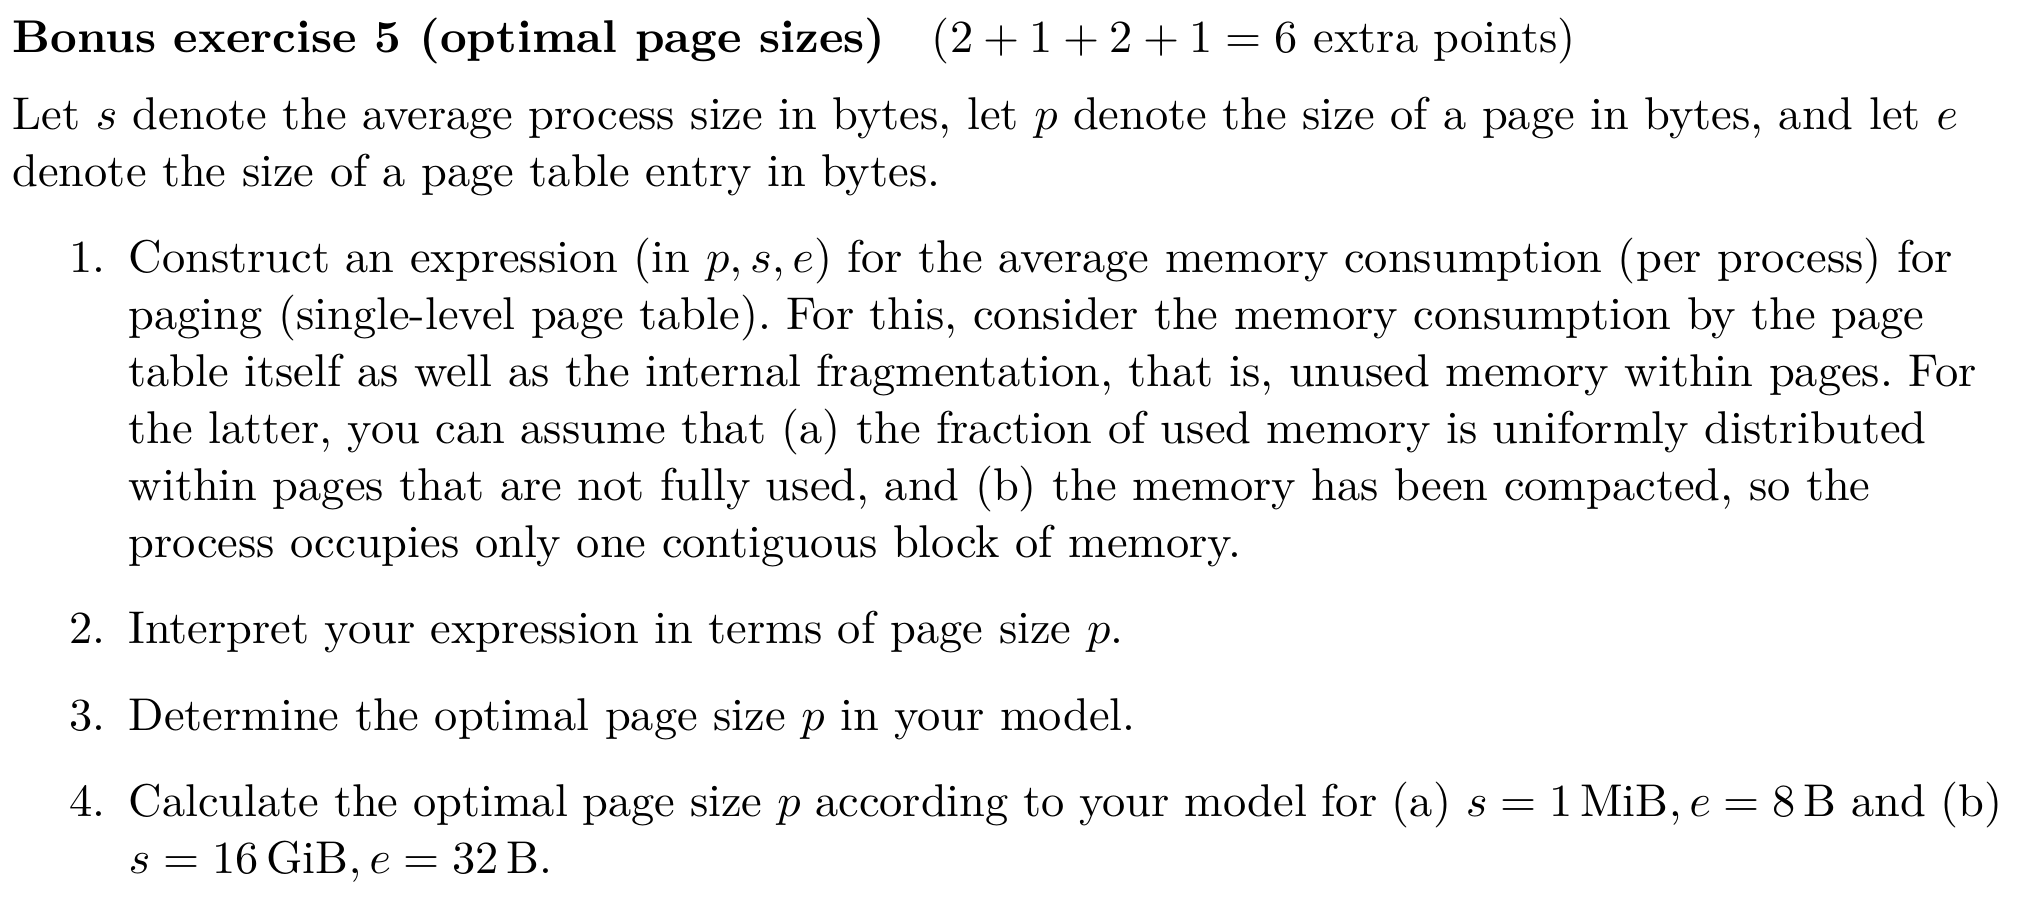 Bonus exercise 5 (optimal page sizes) (2 + 1 + 2 + 1 = 6 extra points)
Let s denote the average process size in bytes, let p denote the size of a page in bytes, and let e
denote the size of a page table entry in bytes.
1. Construct an expression (in p, s, e) for the average memory consumption (per process) for
paging (single-level page table). For this, consider the memory consumption by the page
table itself as well as the internal fragmentation, that is, unused memory within pages. For
the latter, you can assume that (a) the fraction of used memory is uniformly distributed
within pages that are not fully used, and (b) the memory has been compacted, so the
process occupies only one contiguous block of memory.
2. Interpret your expression in terms of page size p.
3. Determine the optimal page size p in your model.
4. Calculate the optimal page size p according to your model for (a) s = 1 MiB, e = 8 B and (b)
s = 16 GiB, e = 32 B.